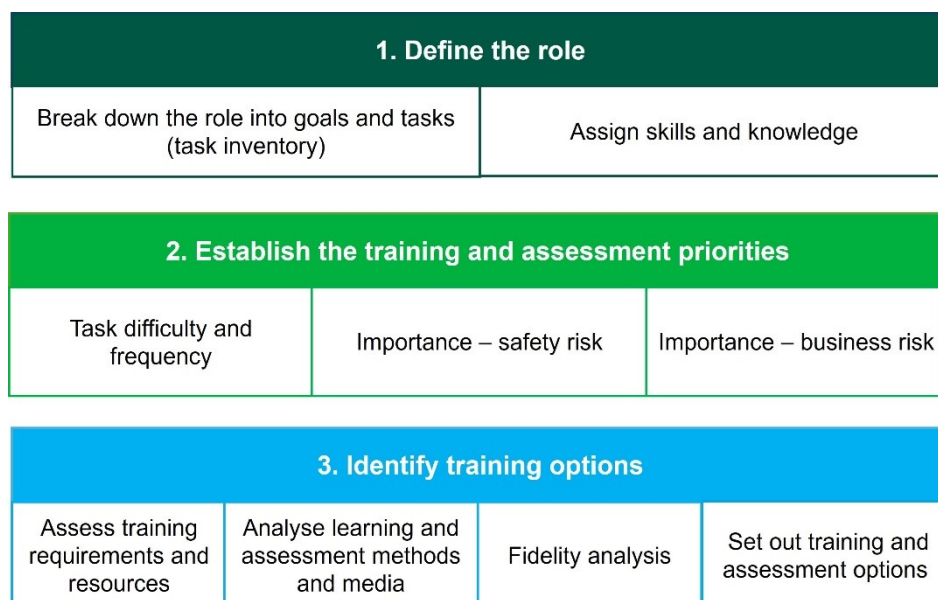 1. Define the role
Break down the role into goals and tasks
(task inventory)
Assign skills and knowledge
2. Establish the training and assessment priorities
Task difficulty and
frequency
Importance – safety risk
Importance – business risk
3. Identify training options
Assess training
requirements and
resources
Analyse learning and
assessment methods
and media
Fidelity analysis
Set out training and
assessment options